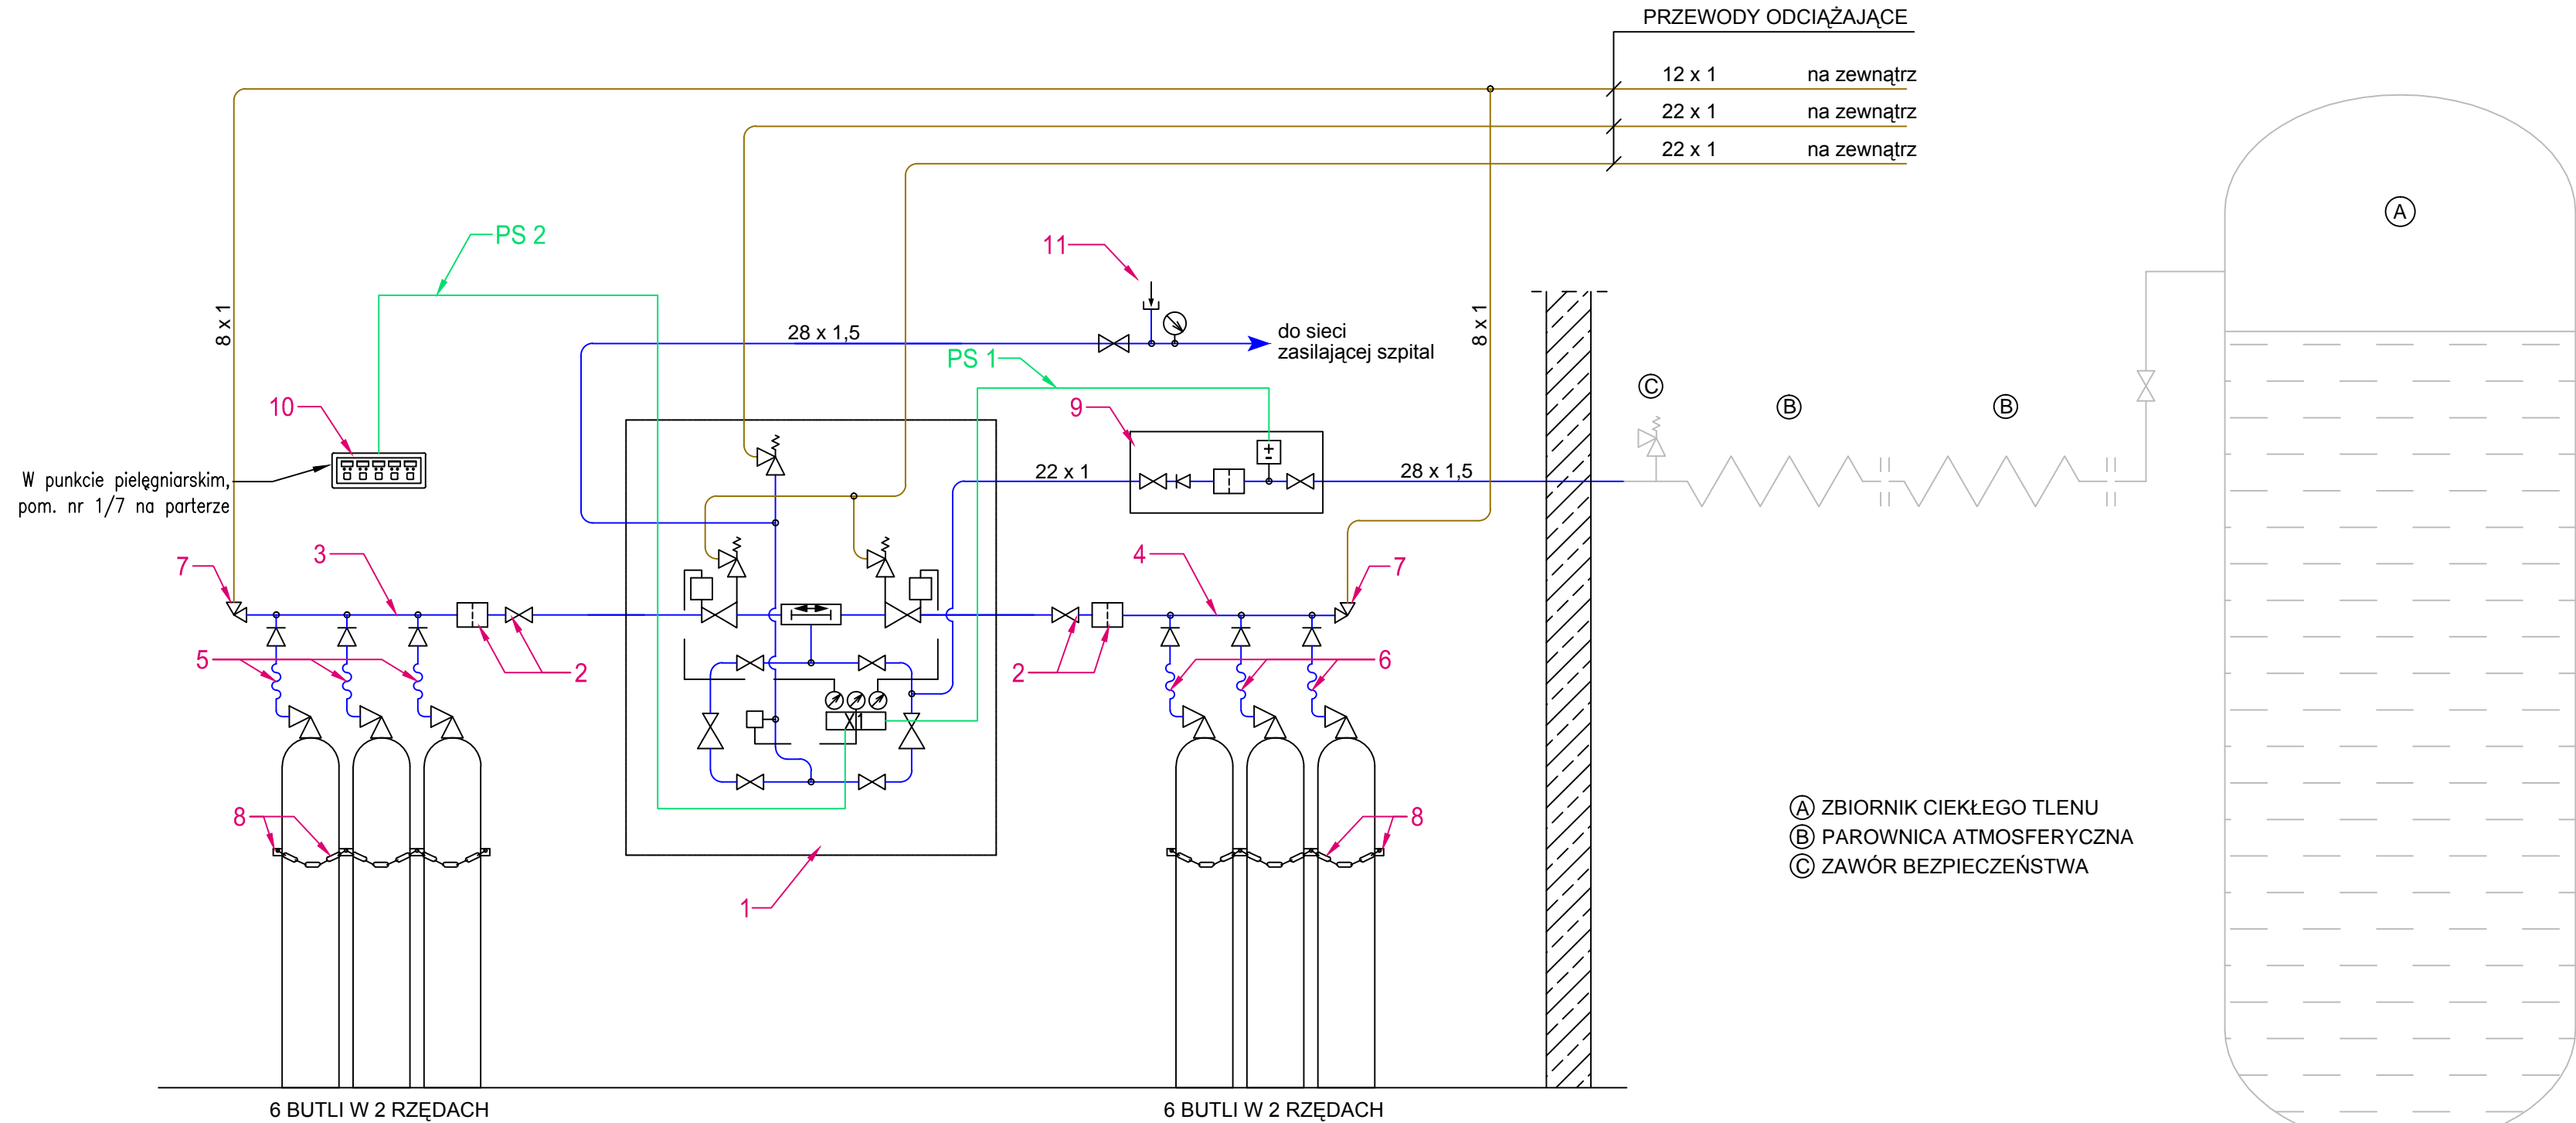 PRZEWODY ODCIĄŻAJĄCE
12 x 1 na zewnątrz
22 x 1 na zewnątrz
22 x 1 na zewnątrz
A
PS 2
11
8 x 1
28 x 1,5
do sieci
zasilającej szpital
8 x 1
PS 1
C
B
B
10
9
W punkcie pielęgniarskim,
pom. nr 1/7 na parterze
22 x 1
28 x 1,5
7
3
4
7
5
2
2
6
1
8
8
1
A ZBIORNIK CIEKŁEGO TLENU
B PAROWNICA ATMOSFERYCZNA
C ZAWÓR BEZPIECZEŃSTWA
6 BUTLI W 2 RZĘDACH
6 BUTLI W 2 RZĘDACH